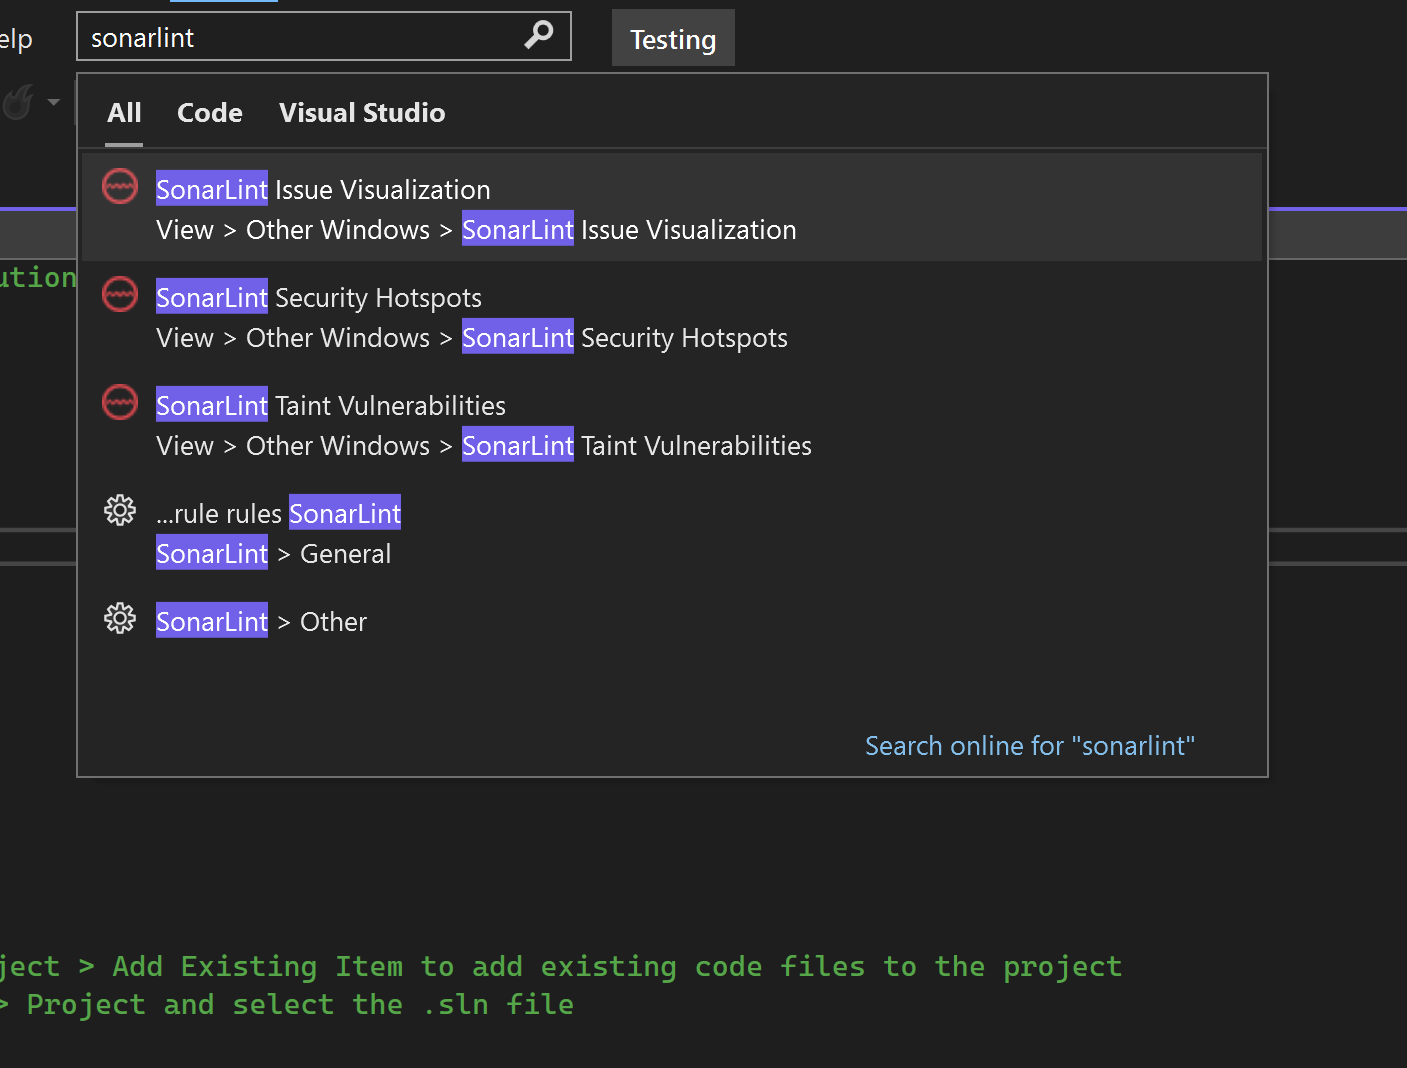 elp
sonarlint
Testing
All
Code
Visual Studio
SonarLint Issue Visualization
View > Other Windows > SonarLint Issue Visualization
ution
SonarLint Security Hotspots
View > Other Windows > SonarLint Security Hotspots
SonarLint Taint Vulnerabilities
View > Other Windows > SonarLint Taint Vulnerabilities
...rule rules SonarLint
SonarLint > General
SonarLint > Other
Search online for "sonarlint"
ject > Add Existing Item to add existing code files to the project
> Project and select the .sln file